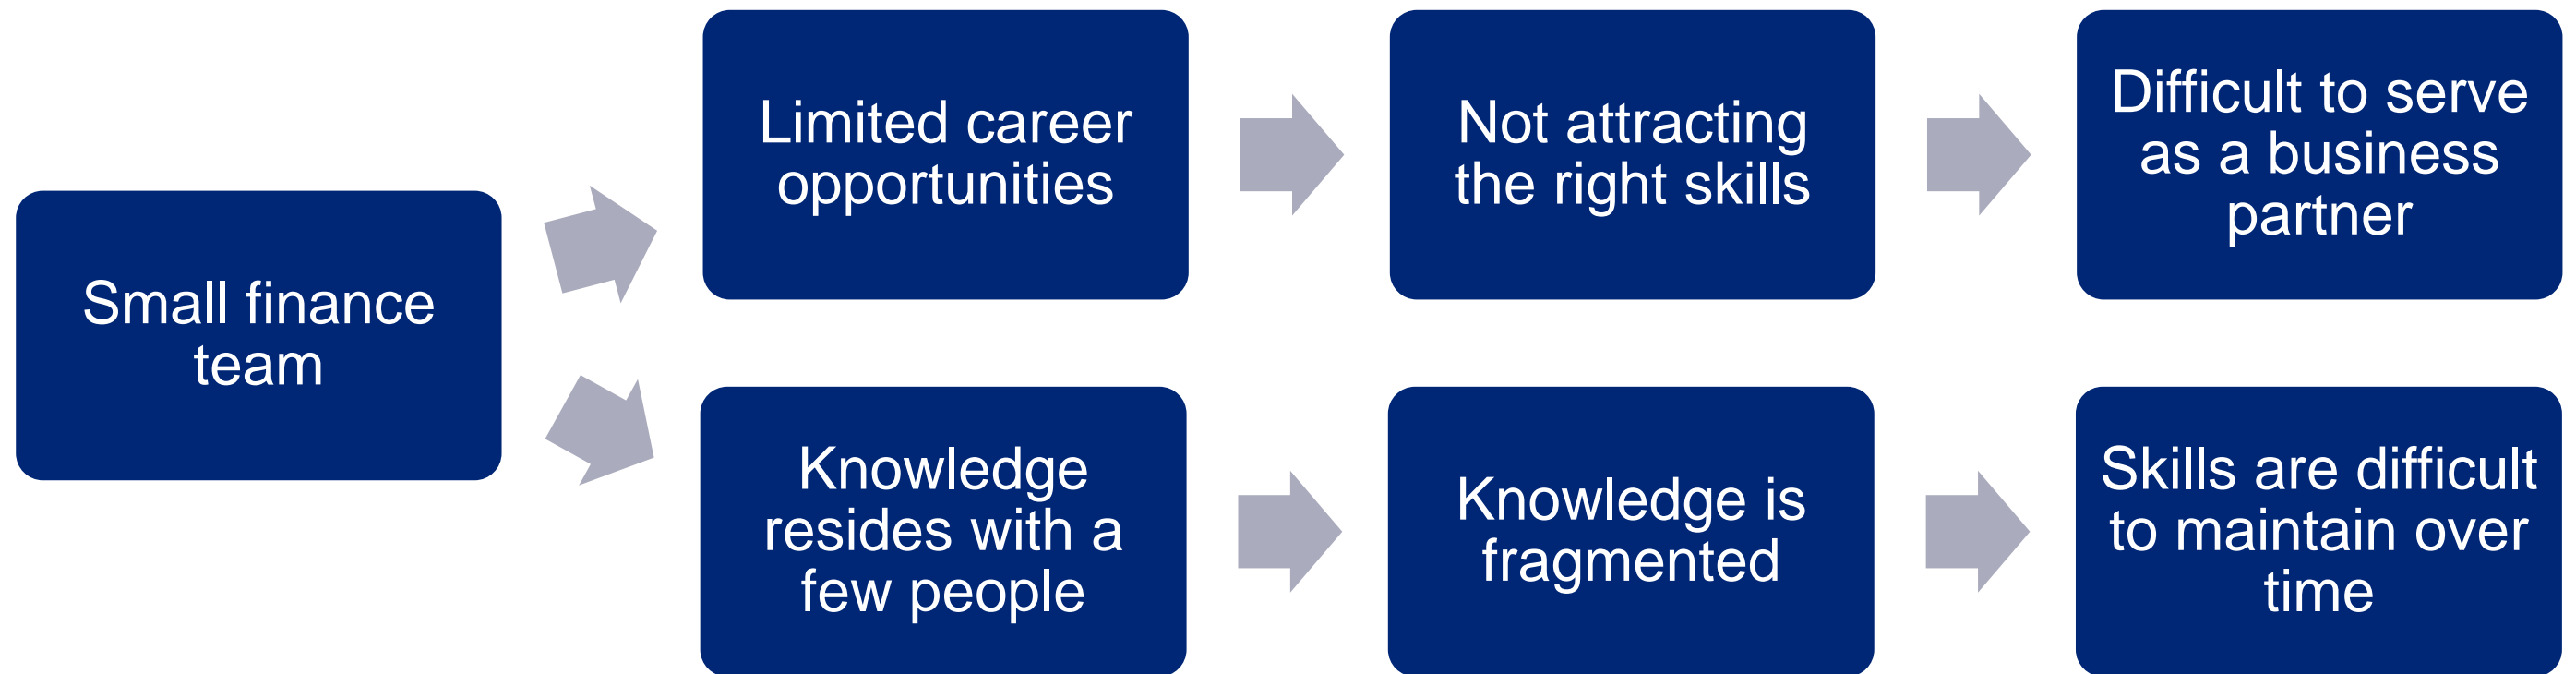 Small finance
team
Limited career
opportunities
Not attracting
the right skills
Difficult to serve
as a business
partner
Knowledge
resides with a
few people
Knowledge is
fragmented
Skills are difficult
to maintain over
time